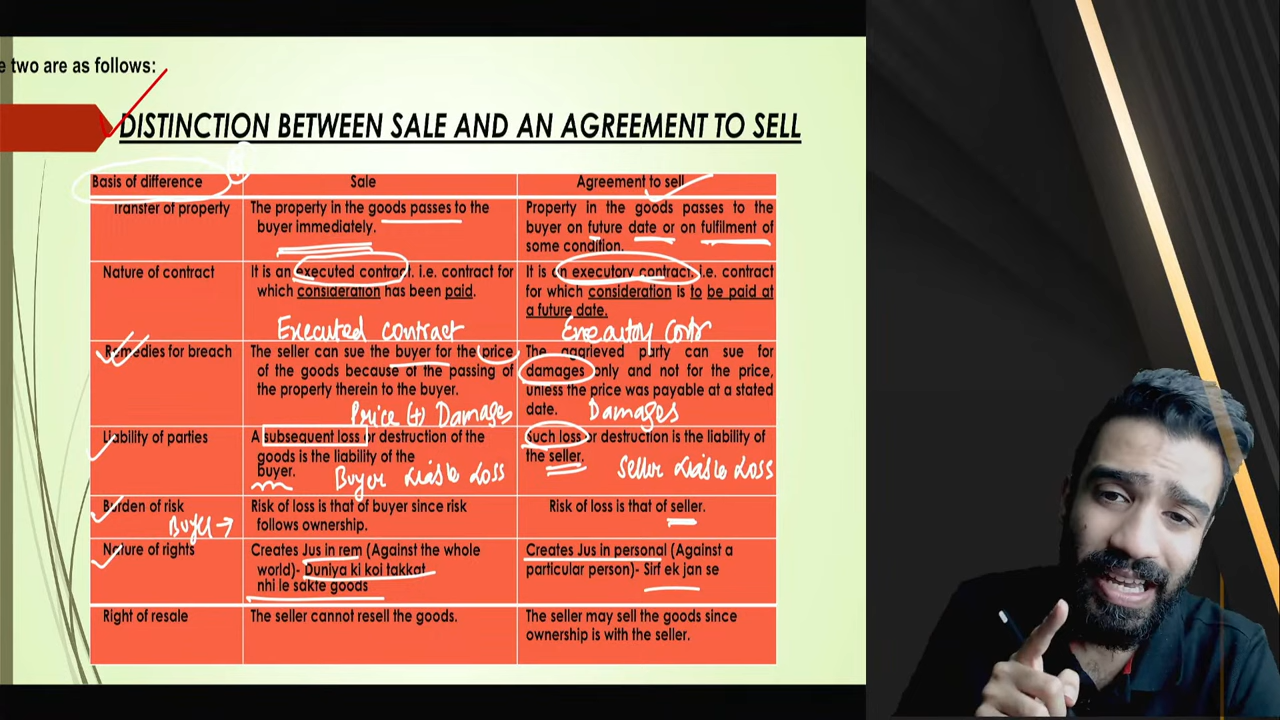 e two are as follows:
DISTINCTION BETWEEN SALE AND AN AGREEMENT TO SELL
Basis of difference
Sale
Agreement to sell
Transfer of property
The property in the goods passes to the
buyer immediately.
Property in the goods passes to the
buyer on future date or on fulfilment of
some condition.
Nature of contract
It is an executed contract. i.e. contract for
which consideration has been paid.
Executed contract
It is an executory contract. i.e. contract
for which consideration is to be paid at
a future date.
Executory Contr
Remedies for breach
The seller can sue the buyer for the price
of the goods because of the passing of
the property therein to the buyer.
Price (+) Damages
The aggrieved party can sue for
damages only and not for the price,
unless the price was payable at a stated
date.
Damages
Liability of parties
A subsequent loss or destruction of the
goods is the liability of the
buyer.
Buyer Liable Loss
Such loss or destruction is the liability of
the seller.
Seller Liable Loss
Burden of risk
Buyer →
Risk of loss is that of buyer since risk
follows ownership.
Risk of loss is that of seller.
Nature of rights
Creates Jus in rem (Against the whole
world)- Duniya ki koi takkat
nhi le sakte goods
Creates Jus in personal (Against a
particular person)- Sirf ek jan se
Right of resale
The seller cannot resell the goods.
The seller may sell the goods since
ownership is with the seller.